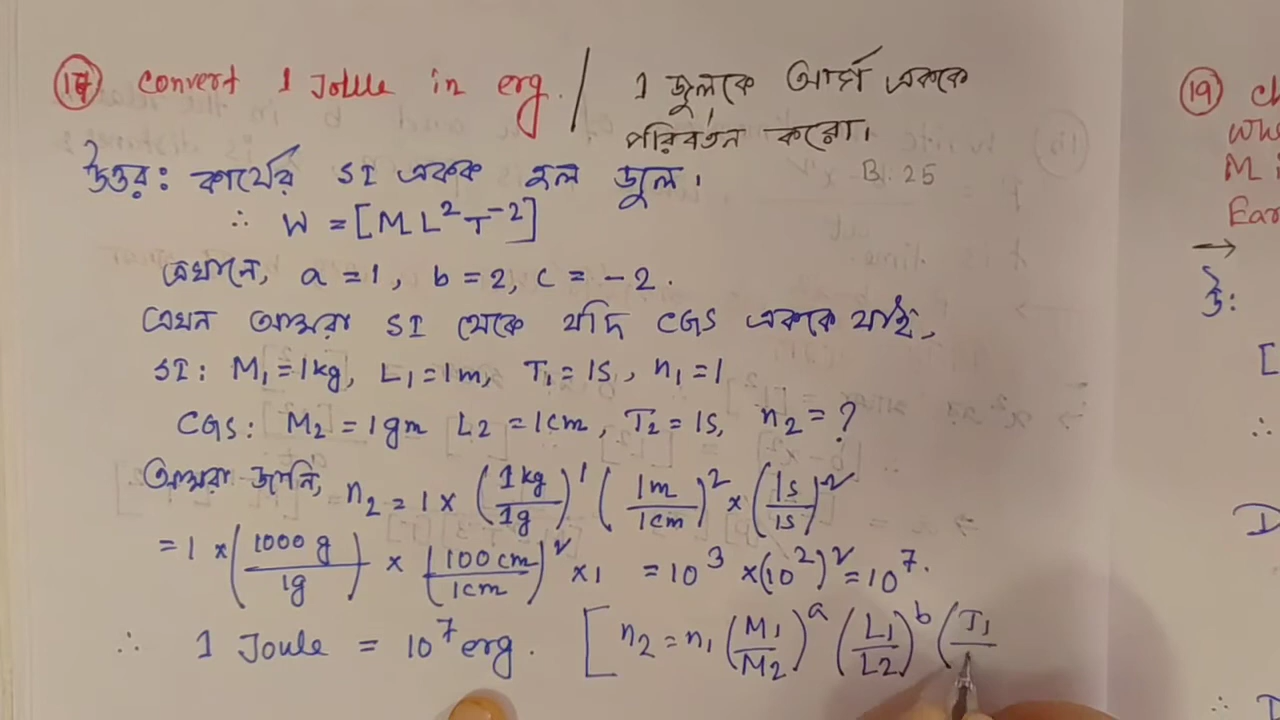 17 Convert 1 Joule in erg. / 1 জুলকে আর্গ এককে
পরিবর্তন করো।
উত্তর: কার্যের SI একক হল জুল। B: 25
∴ W = [M L² T⁻²]
এখানে, a = 1, b = 2, c = -2.
এখন আমরা SI থেকে যদি CGS এককে যাই,
SI: M₁ = 1kg, L₁ = 1m, T₁ = 1s, n₁ = 1
CGS: M₂ = 1gm L₂ = 1cm, T₂ = 1s, n₂ = ?
আমরা জানি, n₂ = 1 × (1kg/1g)¹ (1m/1cm)² × (1s/1s)⁻²
= 1 × (1000 g/1g) × (100 cm/1cm)² × 1 = 10³ × (10²)² = 10⁷.
∴ 1 Joule = 10⁷ erg. [n₂ = n₁ (M₁/M₂)ᵃ (L₁/L₂)ᵇ (T₁/
19
M
Ear
→
উ:
[
∴
D
∴